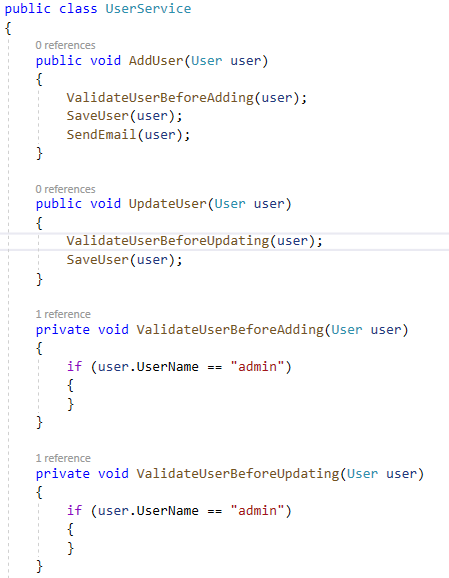 public class UserService
{
0 references
public void AddUser(User user)
{
ValidateUserBeforeAdding(user);
SaveUser(user);
SendEmail(user);
}
0 references
public void UpdateUser(User user)
{
ValidateUserBeforeUpdating(user);
SaveUser(user);
}
1 reference
private void ValidateUserBeforeAdding(User user)
{
if (user.UserName == "admin")
{
}
}
1 reference
private void ValidateUserBeforeUpdating(User user)
{
if (user.UserName == "admin")
{
}
}